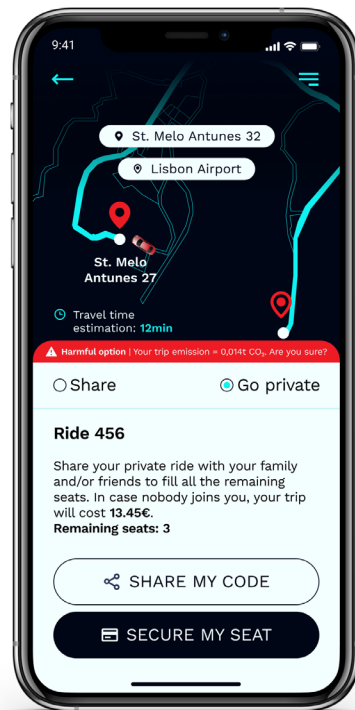 9:41
St. Melo Antunes 32
Lisbon Airport
St. Melo
Antunes 27
Travel time
estimation: 12min
Harmful option | Your trip emission = 0,014t CO₂. Are you sure?
Share
Go private
Ride 456
Share your private ride with your family
and/or friends to fill all the remaining
seats. In case nobody joins you, your trip
will cost 13.45€.
Remaining seats: 3
SHARE MY CODE
SECURE MY SEAT